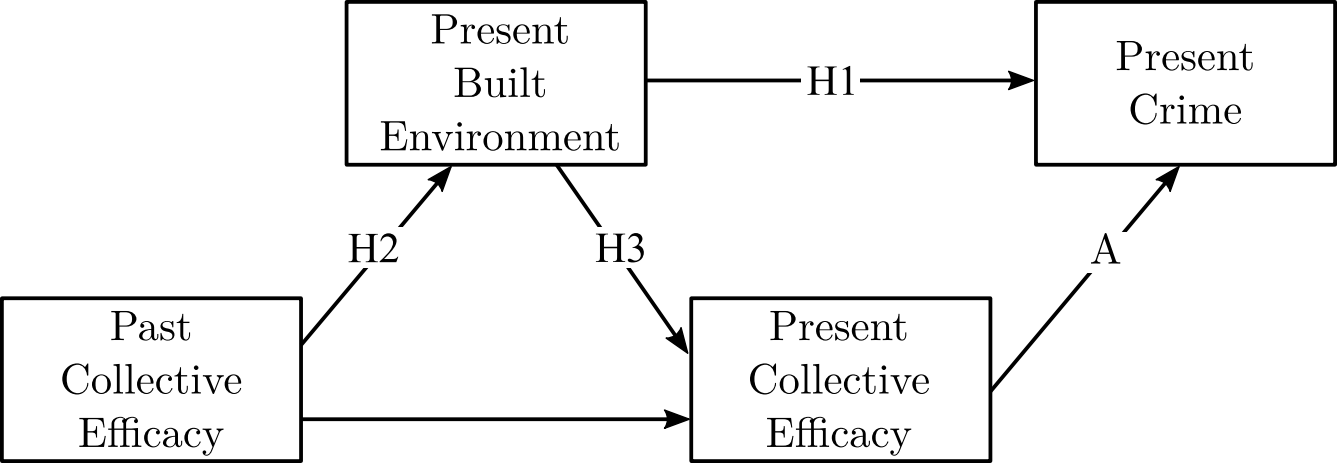 Present
Built
Environment
H1
Present
Crime
H2
H3
A
Past
Collective
Efficacy
Present
Collective
Efficacy